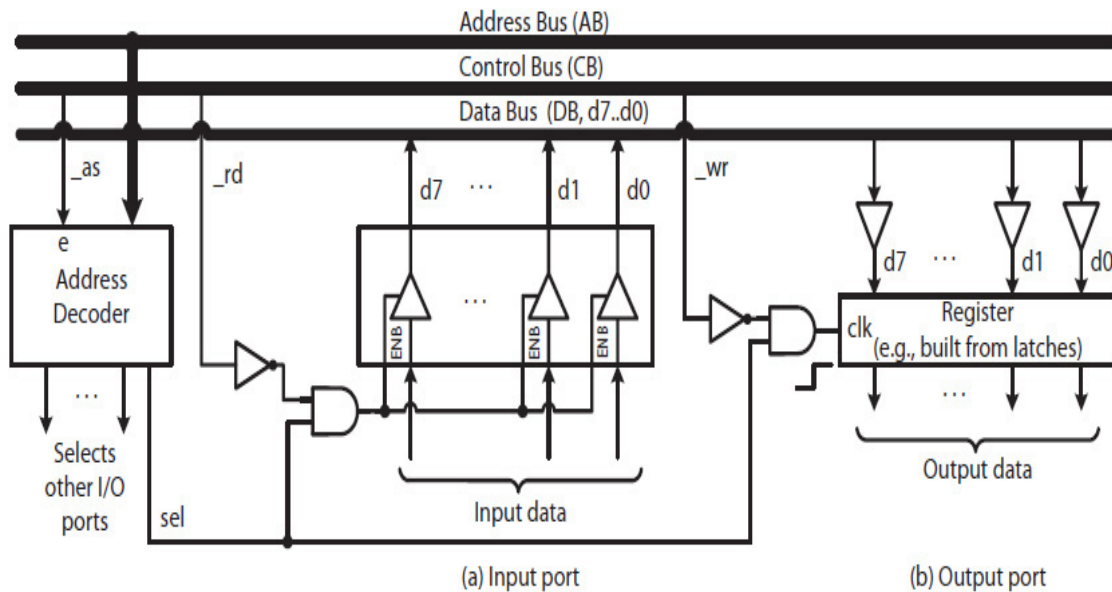 Address Bus (AB)
Control Bus (CB)
Data Bus (DB, d7..d0)
_as
_rd
d7 ... d1 d0
_wr
e
Address
Decoder
...
ENB ENB ENB
d7 ... d1 d0
clk
Register
(e.g., built from latches)
...
...
Selects
other I/O
ports
sel
Input data
Output data
(a) Input port
(b) Output port